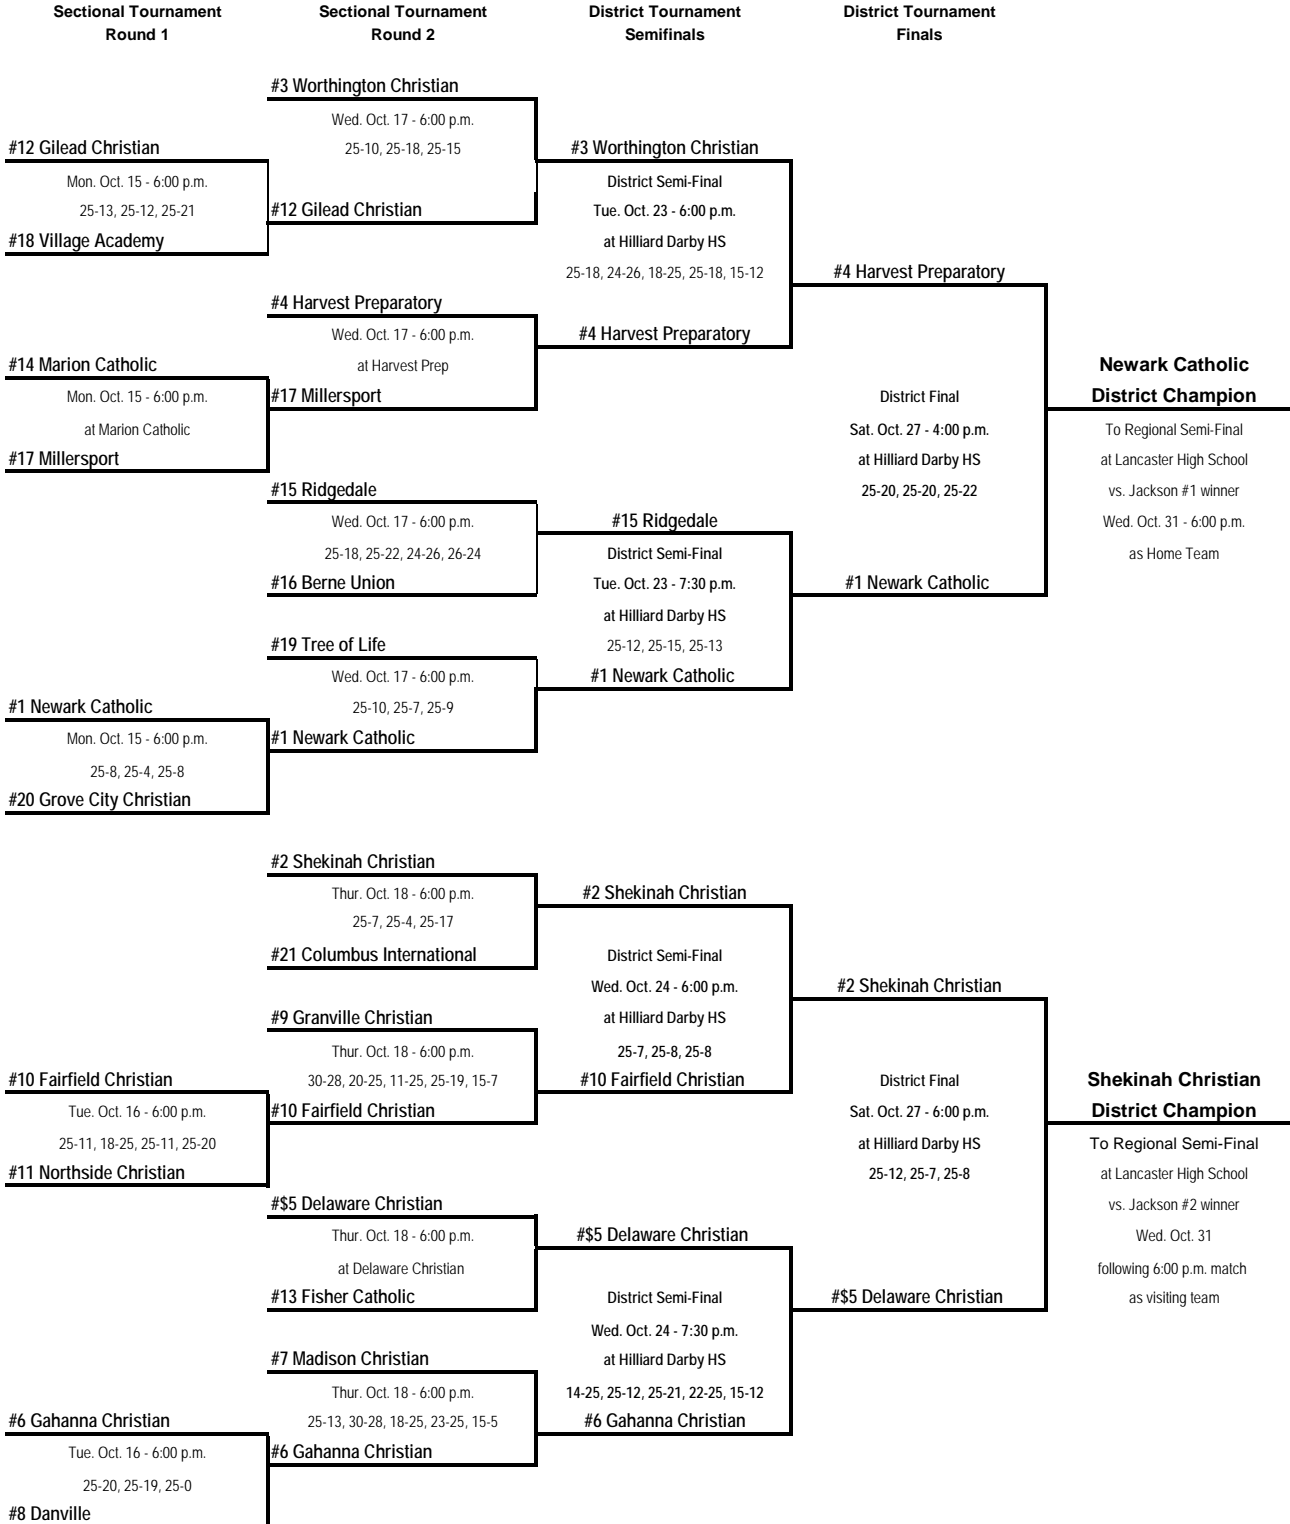 Sectional Tournament
Round 1
Sectional Tournament
Round 2
District Tournament
Semifinals
District Tournament
Finals
#12 Gilead Christian
Mon. Oct. 15 - 6:00 p.m.
25-13, 25-12, 25-21
#18 Village Academy
#14 Marion Catholic
Mon. Oct. 15 - 6:00 p.m.
at Marion Catholic
#17 Millersport
#1 Newark Catholic
Mon. Oct. 15 - 6:00 p.m.
25-8, 25-4, 25-8
#20 Grove City Christian
#3 Worthington Christian
Wed. Oct. 17 - 6:00 p.m.
25-10, 25-18, 25-15
#12 Gilead Christian
#4 Harvest Preparatory
Wed. Oct. 17 - 6:00 p.m.
at Harvest Prep
#17 Millersport
#15 Ridgedale
Wed. Oct. 17 - 6:00 p.m.
25-18, 25-22, 24-26, 26-24
#16 Berne Union
#19 Tree of Life
Wed. Oct. 17 - 6:00 p.m.
25-10, 25-7, 25-9
#1 Newark Catholic
#3 Worthington Christian
District Semi-Final
Tue. Oct. 23 - 6:00 p.m.
at Hilliard Darby HS
25-18, 24-26, 18-25, 25-18, 15-12
#4 Harvest Preparatory
#15 Ridgedale
District Semi-Final
Tue. Oct. 23 - 7:30 p.m.
at Hilliard Darby HS
25-12, 25-15, 25-13
#1 Newark Catholic
#4 Harvest Preparatory
District Final
Sat. Oct. 27 - 4:00 p.m.
at Hilliard Darby HS
25-20, 25-20, 25-22
#1 Newark Catholic
Newark Catholic
District Champion
To Regional Semi-Final
at Lancaster High School
vs. Jackson #1 winner
Wed. Oct. 31 - 6:00 p.m.
as Home Team
#10 Fairfield Christian
Tue. Oct. 16 - 6:00 p.m.
25-11, 18-25, 25-11, 25-20
#11 Northside Christian
#6 Gahanna Christian
Tue. Oct. 16 - 6:00 p.m.
25-20, 25-19, 25-0
#8 Danville
#2 Shekinah Christian
Thur. Oct. 18 - 6:00 p.m.
25-7, 25-4, 25-17
#21 Columbus International
#9 Granville Christian
Thur. Oct. 18 - 6:00 p.m.
30-28, 20-25, 11-25, 25-19, 15-7
#10 Fairfield Christian
#$5 Delaware Christian
Thur. Oct. 18 - 6:00 p.m.
at Delaware Christian
#13 Fisher Catholic
#7 Madison Christian
Thur. Oct. 18 - 6:00 p.m.
25-13, 30-28, 18-25, 23-25, 15-5
#6 Gahanna Christian
#2 Shekinah Christian
District Semi-Final
Wed. Oct. 24 - 6:00 p.m.
at Hilliard Darby HS
25-7, 25-8, 25-8
#10 Fairfield Christian
#$5 Delaware Christian
District Semi-Final
Wed. Oct. 24 - 7:30 p.m.
at Hilliard Darby HS
14-25, 25-12, 25-21, 22-25, 15-12
#6 Gahanna Christian
#2 Shekinah Christian
District Final
Sat. Oct. 27 - 6:00 p.m.
at Hilliard Darby HS
25-12, 25-7, 25-8
#$5 Delaware Christian
Shekinah Christian
District Champion
To Regional Semi-Final
at Lancaster High School
vs. Jackson #2 winner
Wed. Oct. 31
following 6:00 p.m. match
as visiting team